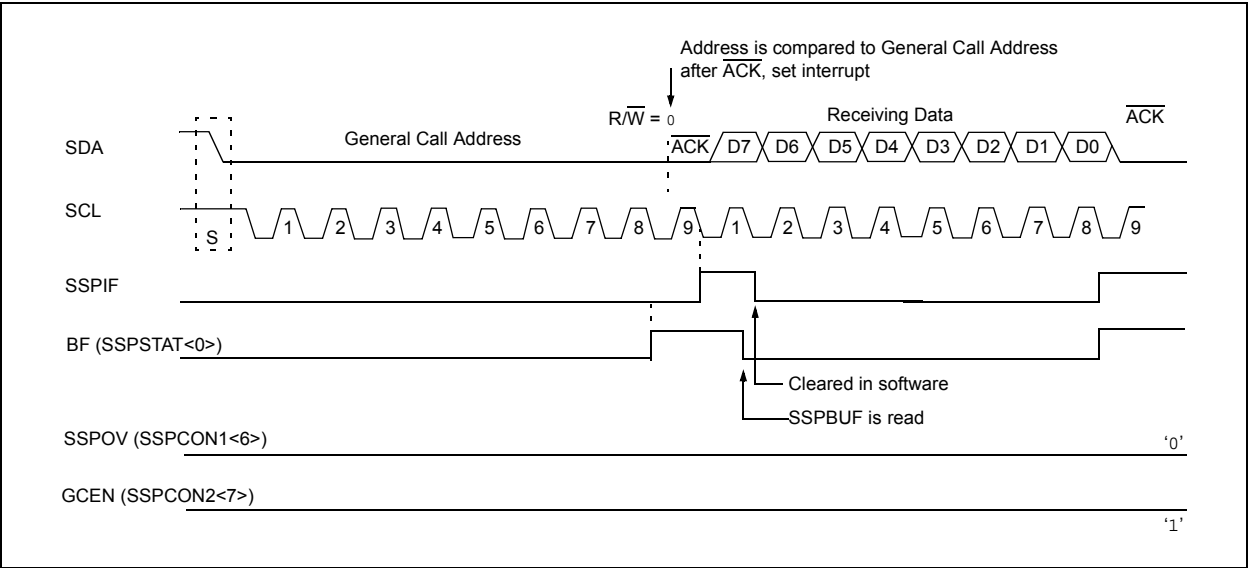 Address is compared to General Call Address
after ACK, set interrupt
R/W = 0
General Call Address
Receiving Data
ACK
SDA
ACK D7 D6 D5 D4 D3 D2 D1 D0
SCL
S
1 2 3 4 5 6 7 8 9 1 2 3 4 5 6 7 8 9
SSPIF
BF (SSPSTAT<0>)
Cleared in software
SSPBUF is read
SSPOV (SSPCON1<6>)
‘0’
GCEN (SSPCON2<7>)
‘1’